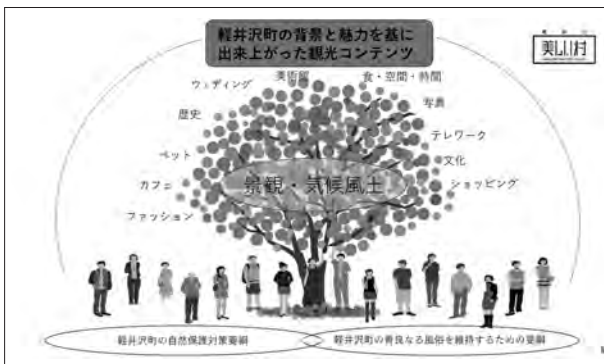 軽井沢町の背景と魅力を基に
出来上がった観光コンテンツ
美しい村
美術館
食・空間・時間
ウェディング
写真
歴史
テレワーク
ペット
文化
カフェ
景観・気候風土
ショッピング
ファッション
軽井沢町の自然保護対策要綱
軽井沢町の善良なる風俗を維持するための要綱